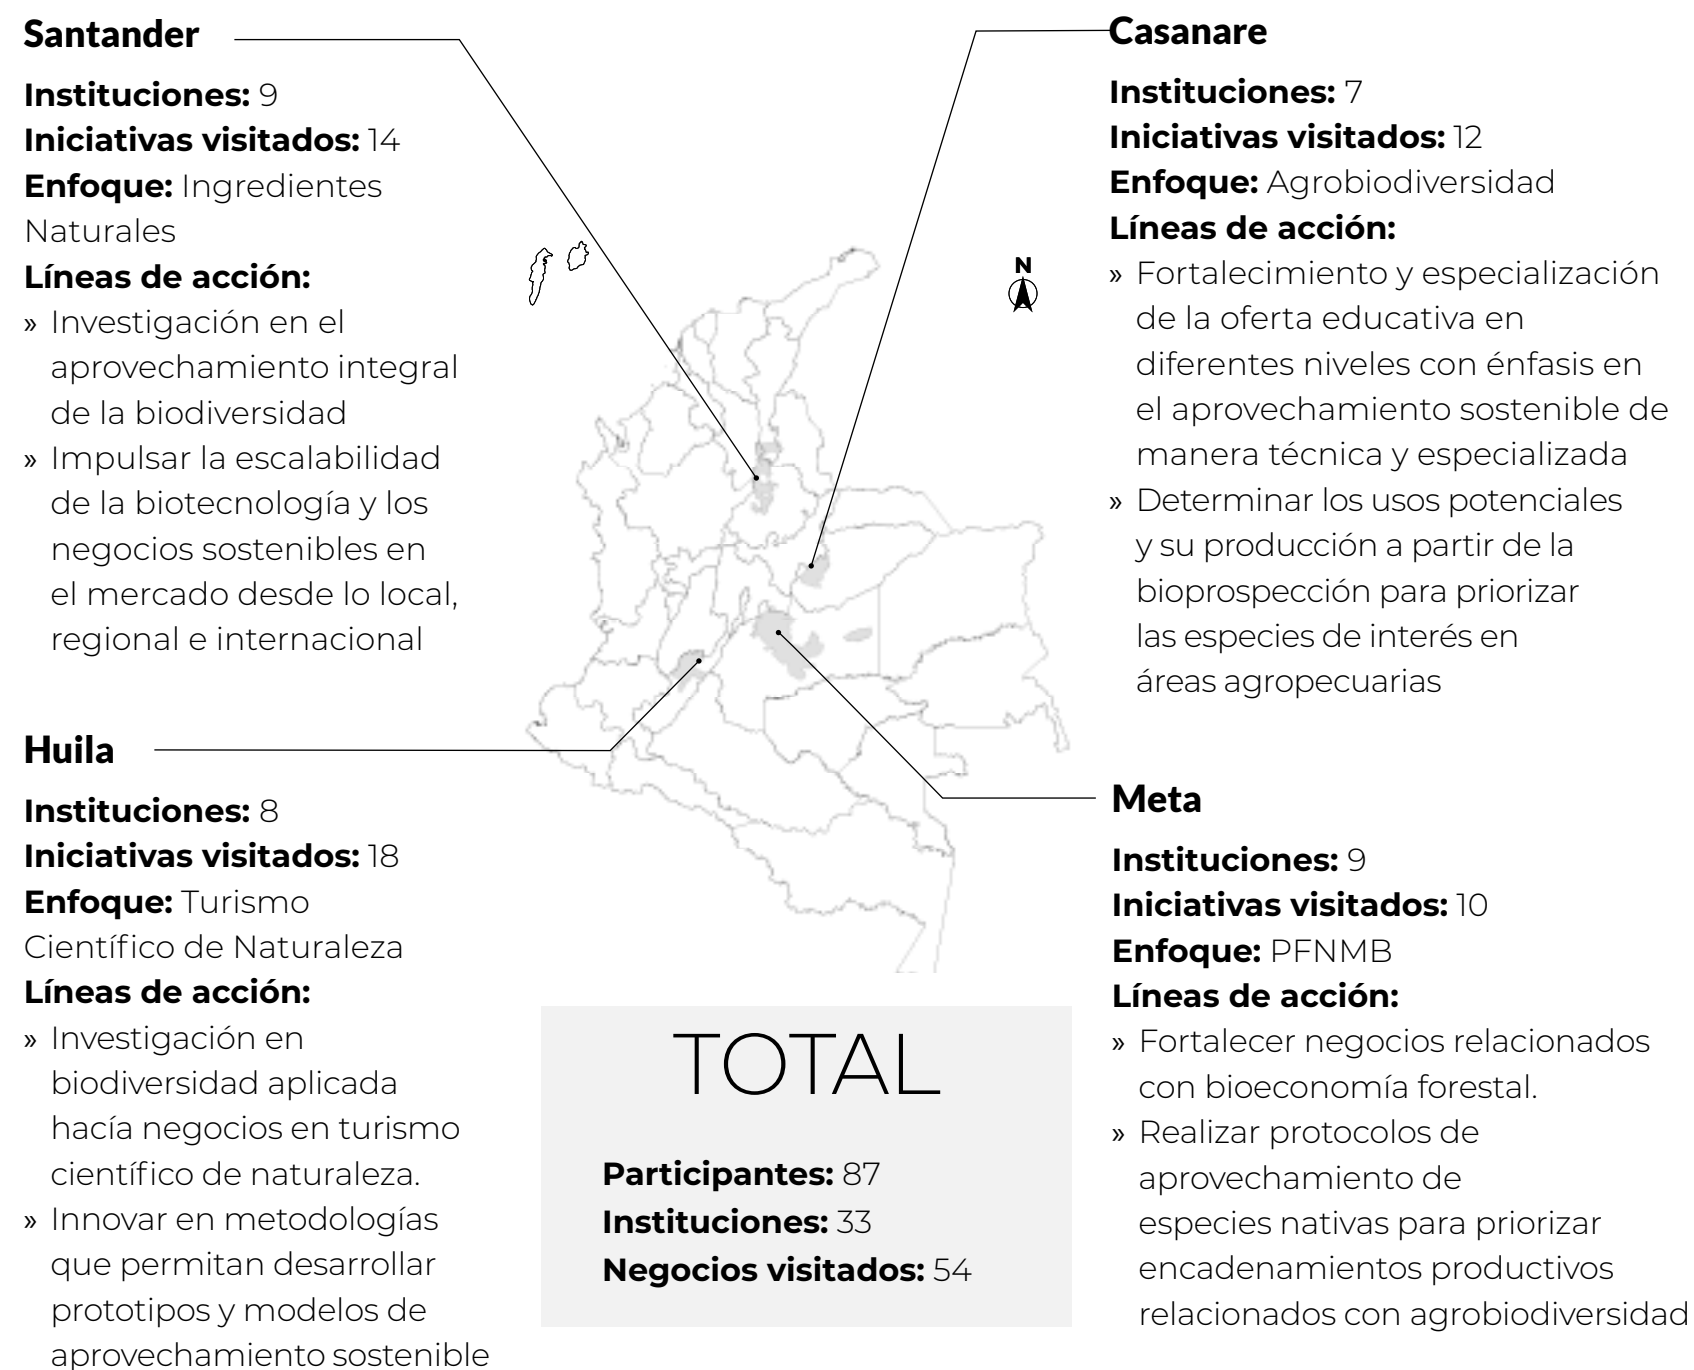 Santander
Instituciones: 9
Iniciativas visitados: 14
Enfoque: Ingredientes
Naturales
Líneas de acción:
» Investigación en el
aprovechamiento integral
de la biodiversidad
» Impulsar la escalabilidad
de la biotecnología y los
negocios sostenibles en
el mercado desde lo local,
regional e internacional
Huila
Instituciones: 8
Iniciativas visitados: 18
Enfoque: Turismo
Científico de Naturaleza
Líneas de acción:
» Investigación en
biodiversidad aplicada
hacía negocios en turismo
científico de naturaleza.
» Innovar en metodologías
que permitan desarrollar
prototipos y modelos de
aprovechamiento sostenible
N
TOTAL
Participantes: 87
Instituciones: 33
Negocios visitados: 54
Casanare
Instituciones: 7
Iniciativas visitados: 12
Enfoque: Agrobiodiversidad
Líneas de acción:
» Fortalecimiento y especialización
de la oferta educativa en
diferentes niveles con énfasis en
el aprovechamiento sostenible de
manera técnica y especializada
» Determinar los usos potenciales
y su producción a partir de la
bioprospección para priorizar
las especies de interés en
áreas agropecuarias
Meta
Instituciones: 9
Iniciativas visitados: 10
Enfoque: PFNMB
Líneas de acción:
» Fortalecer negocios relacionados
con bioeconomía forestal.
» Realizar protocolos de
aprovechamiento de
especies nativas para priorizar
encadenamientos productivos
relacionados con agrobiodiversidad